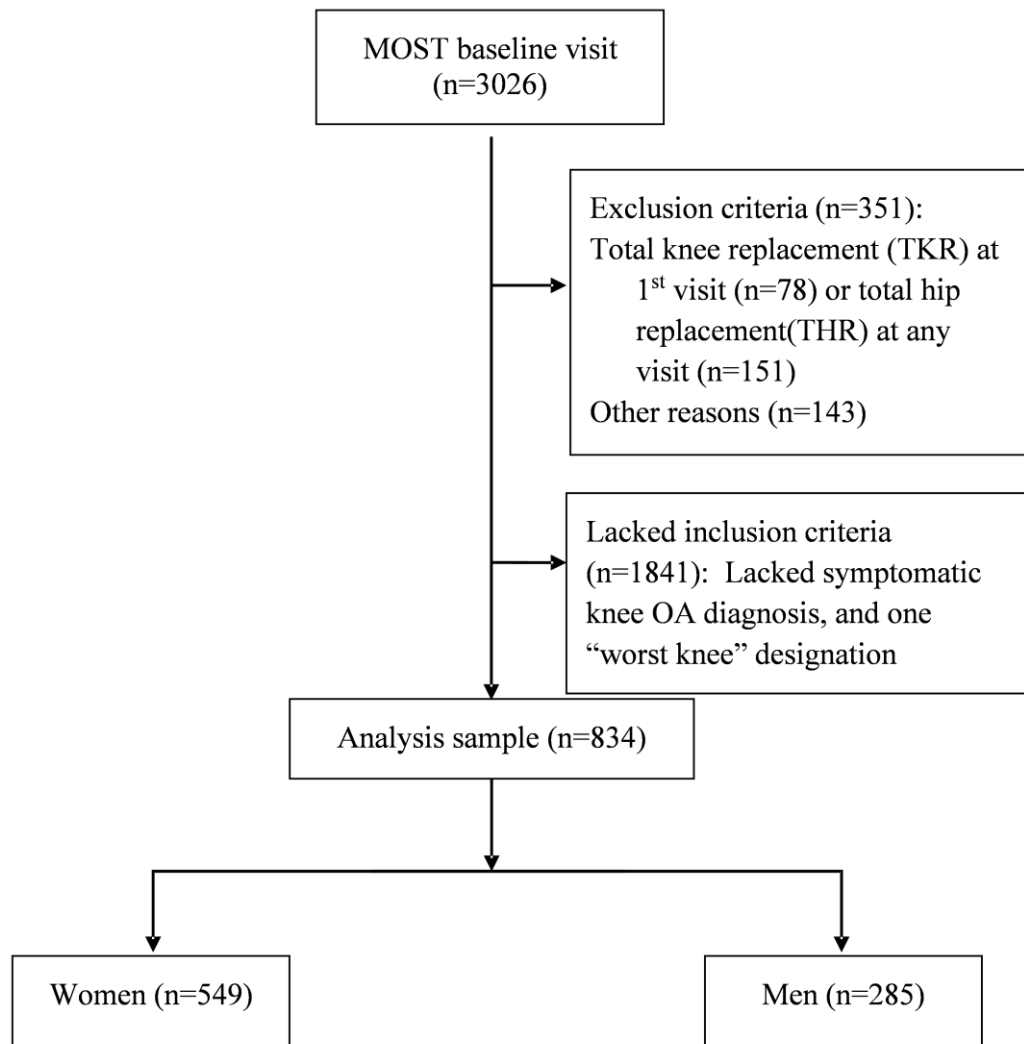 MOST baseline visit
(n=3026)
Exclusion criteria (n=351):
Total knee replacement (TKR) at
1st visit (n=78) or total hip
replacement(THR) at any
visit (n=151)
Other reasons (n=143)
Lacked inclusion criteria
(n=1841):  Lacked symptomatic
knee OA diagnosis, and one
“worst knee” designation
Analysis sample (n=834)
Women (n=549)
Men (n=285)